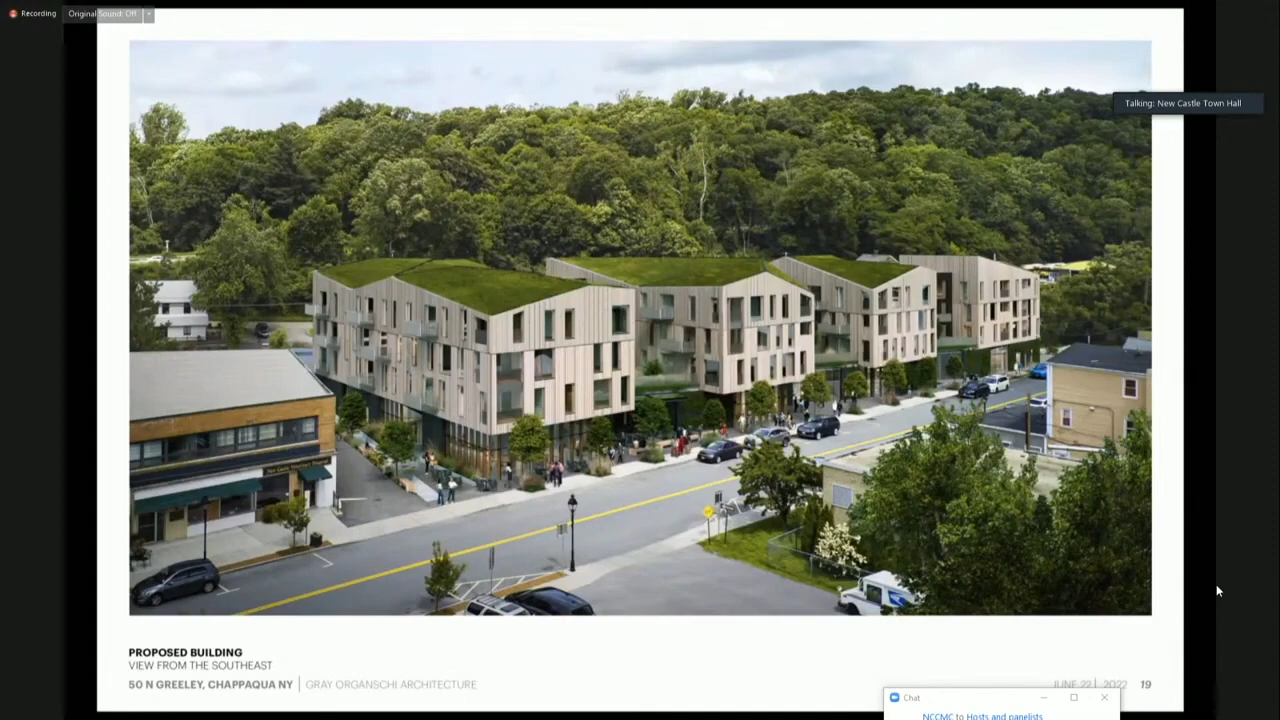 Recording
Original Sound: Off
Talking: New Castle Town Hall
PROPOSED BUILDING
VIEW FROM THE SOUTHEAST
50 N GREELEY, CHAPPAQUA NY | GRAY ORGANSCHI ARCHITECTURE
JUNE 22 | 2022 19
Chat
NCCMC to Hosts and panelists